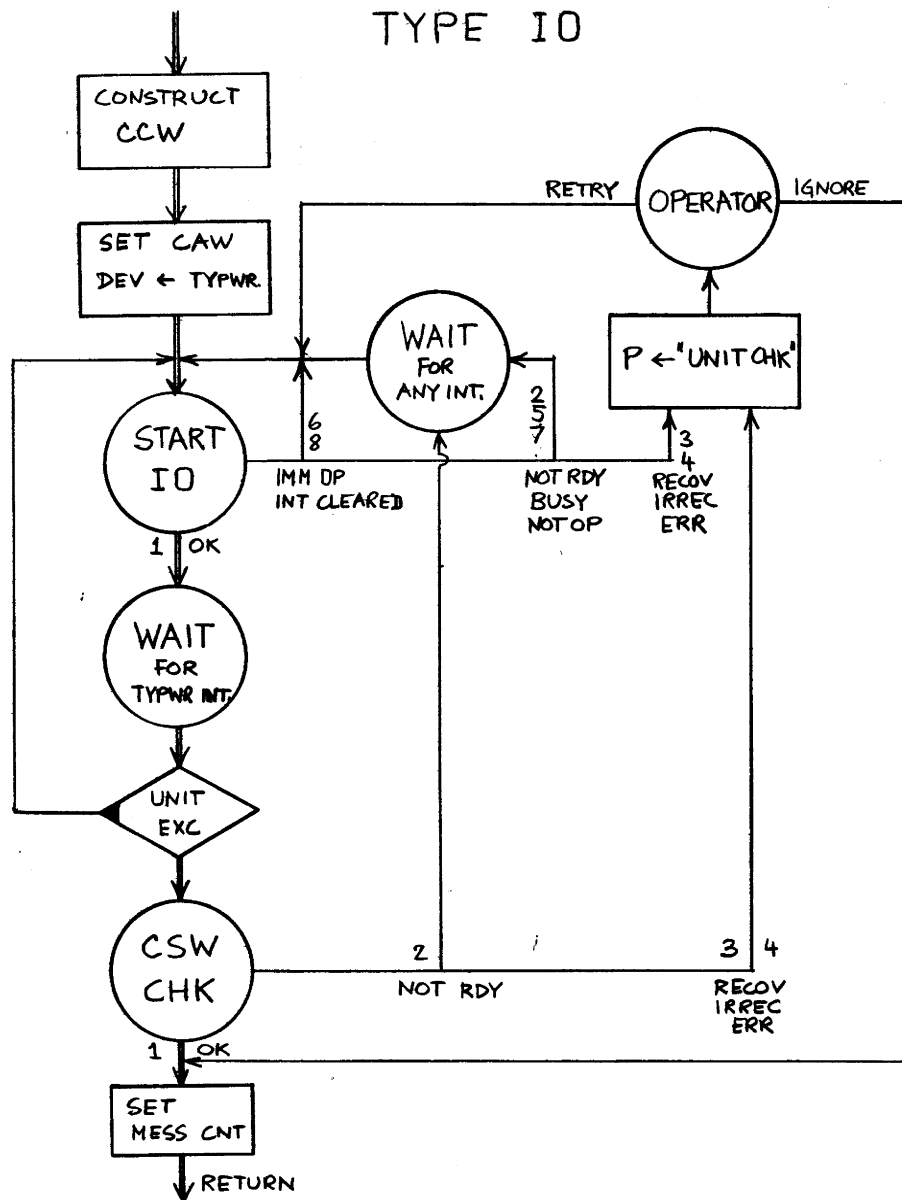 TYPE IO
CONSTRUCT
CCW
RETRY
OPERATOR
IGNORE
SET CAW
DEV ← TYPWR.
WAIT
FOR
ANY INT.
P ← "UNIT CHK"
START
IO
6
8
IMM OP
INT CLEARED
2
5
7
NOT RDY
BUSY
NOT OP
3
4
RECOV
IRREC
ERR
1 OK
WAIT
FOR
TYPWR INT.
UNIT
EXC
CSW
CHK
2
NOT RDY
3 4
RECOV
IRREC
ERR
1 OK
SET
MESS CNT
RETURN